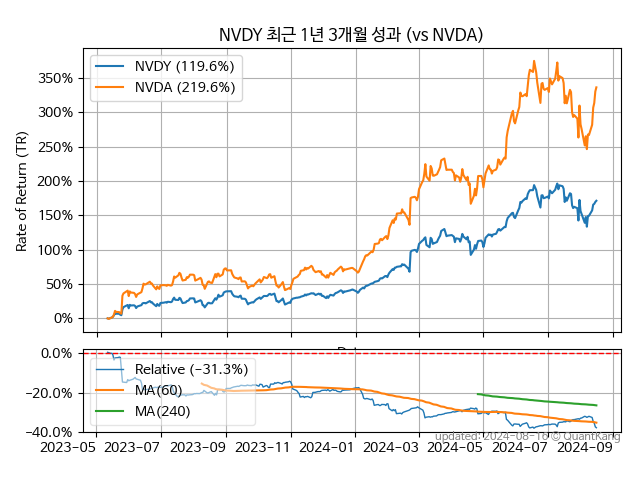 NVDY 최근 1년 3개월 성과 (vs NVDA)
NVDY (119.6%)
NVDA (219.6%)
Rate of Return (TR)
350%
300%
250%
200%
150%
100%
50%
0%
0.0%
−20.0%
−40.0%
Relative (−31.3%)
MA(60)
MA(240)
updated: 2024-08-16 © QuantKang
2023-05 2023-07 2023-09 2023-11 2024-01 2024-03 2024-05 2024-07 2024-09